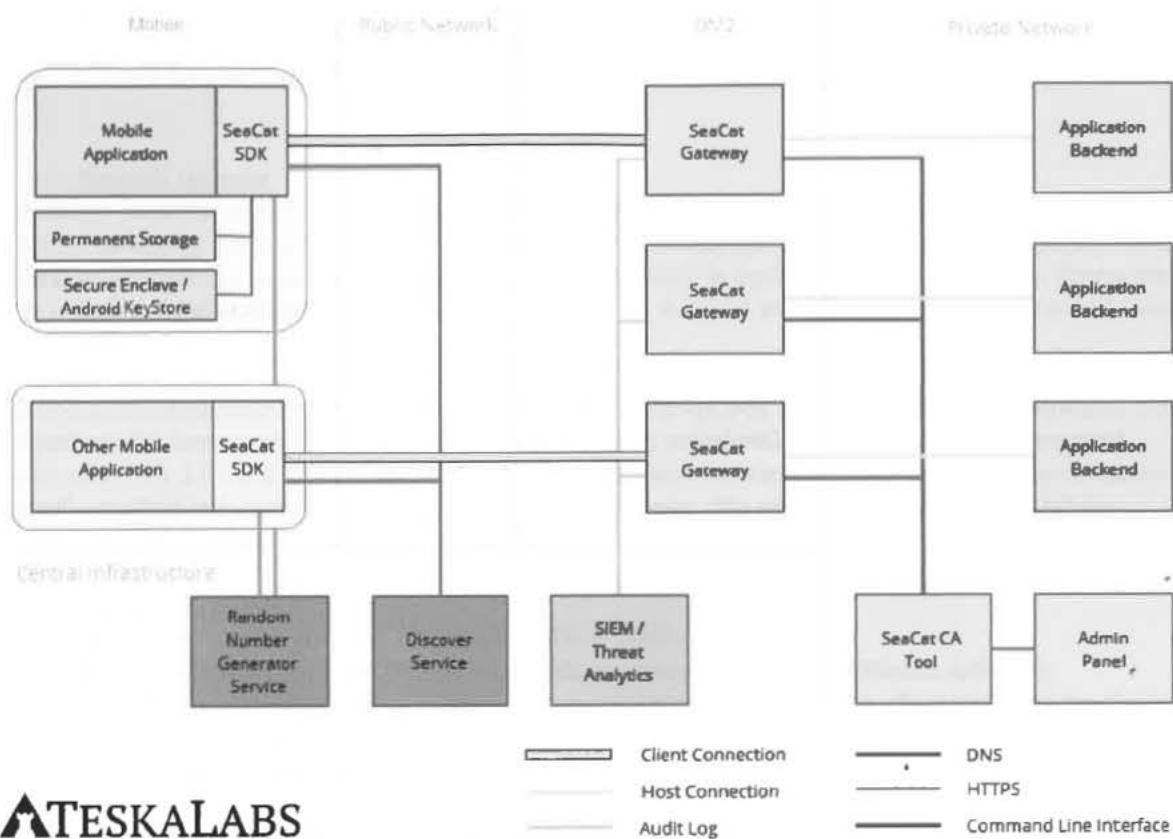 Mobile
Public Network
DMZ
Private Network
Mobile
Application
SeaCat
SDK
SeaCat
Gateway
Application
Backend
Permanent Storage
Secure Enclave /
Android KeyStore
SeaCat
Gateway
Application
Backend
Other Mobile
Application
SeaCat
SDK
SeaCat
Gateway
Application
Backend
Central Infrastructure
Random
Number
Generator
Service
Discover
Service
SIEM /
Threat
Analytics
SeaCat CA
Tool
Admin
Panel
Client Connection
DNS
Host Connection
HTTPS
Audit Log
Command Line Interface
TESKALABS